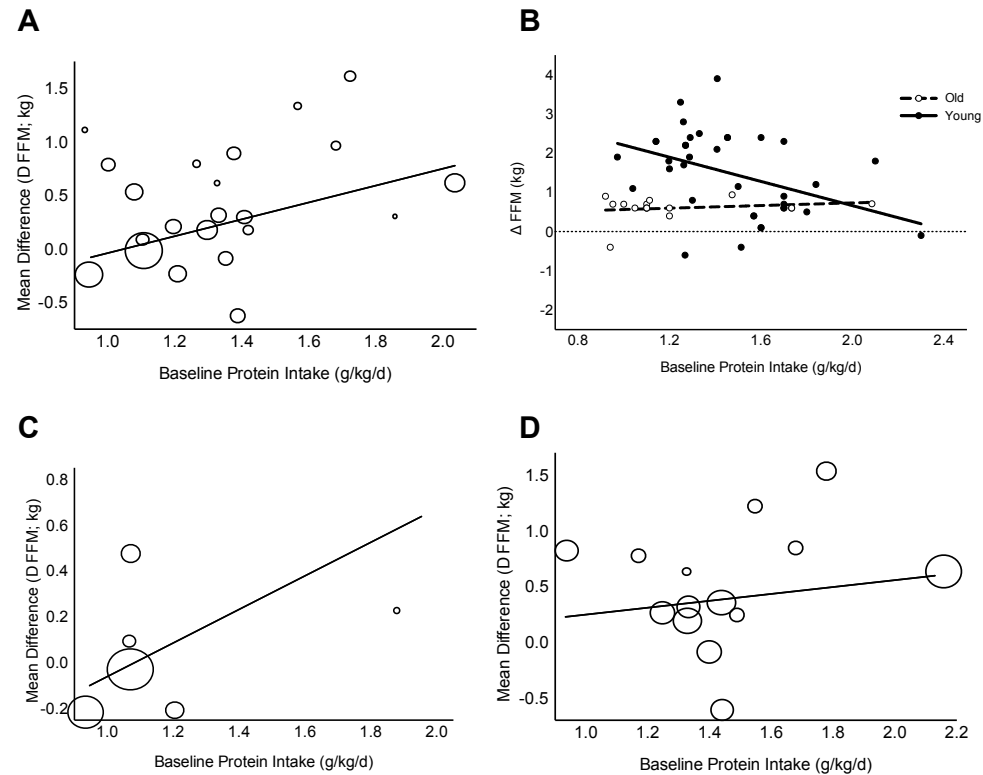 A
Mean Difference (D FFM; kg)
1.5
1.0
0.5
0.0
-0.5
1.0 1.2 1.4 1.6 1.8 2.0
Baseline Protein Intake (g/kg/d)
B
Δ FFM (kg)
4
3
2
1
0
-1
-2
0.8 1.2 1.6 2.0 2.4
Baseline Protein Intake (g/kg/d)
Old
Young
C
Mean Difference (D FFM; kg)
0.8
0.6
0.4
0.2
0.0
-0.2
1.0 1.2 1.4 1.6 1.8 2.0
Baseline Protein Intake (g/kg/d)
D
Mean Difference (D FFM; kg)
1.5
1.0
0.5
0.0
-0.5
1.0 1.2 1.4 1.6 1.8 2.0 2.2
Baseline Protein Intake (g/kg/d)